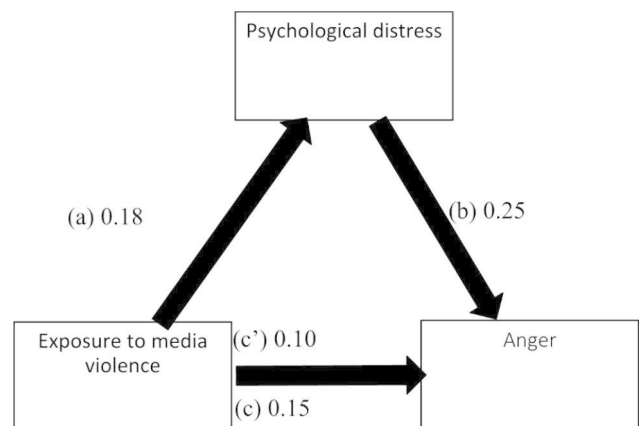 Psychological distress
(a) 0.18
(b) 0.25
Exposure to media
violence
(c’) 0.10
(c) 0.15
Anger